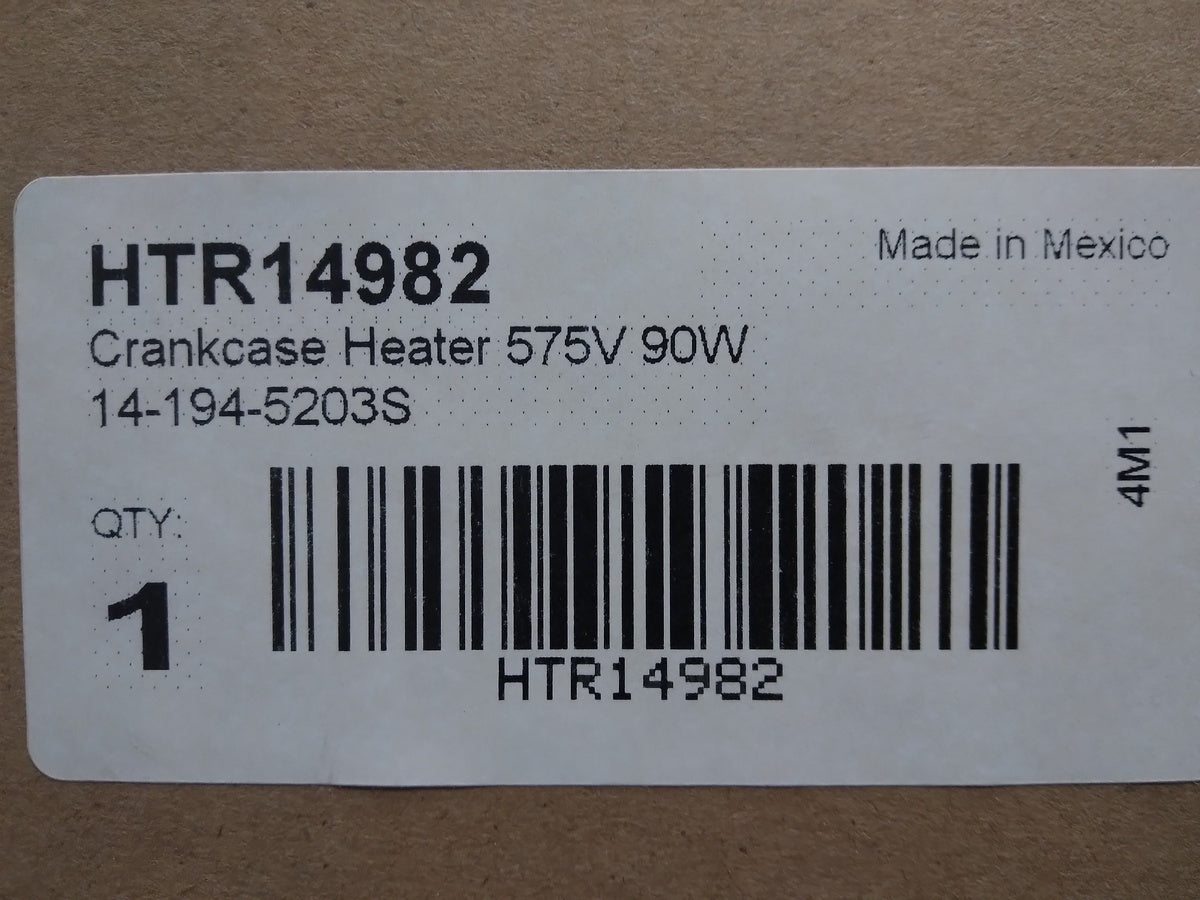 HTR14982
Made in Mexico
Crankcase Heater 575V 90W
14-194-5203S
4M1
QTY:
1
HTR14982